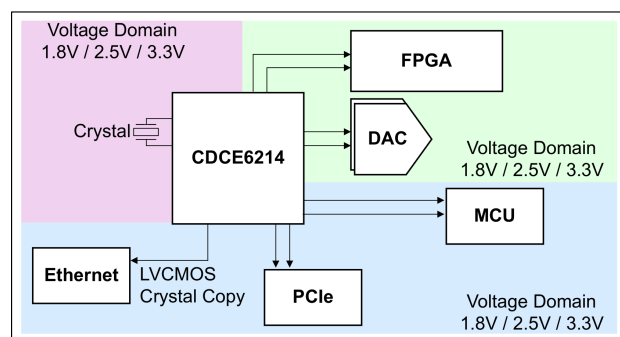 Voltage Domain
1.8V / 2.5V / 3.3V
FPGA
Crystal
CDCE6214
DAC
Voltage Domain
1.8V / 2.5V / 3.3V
MCU
Ethernet
LVCMOS
Crystal Copy
PCIe
Voltage Domain
1.8V / 2.5V / 3.3V